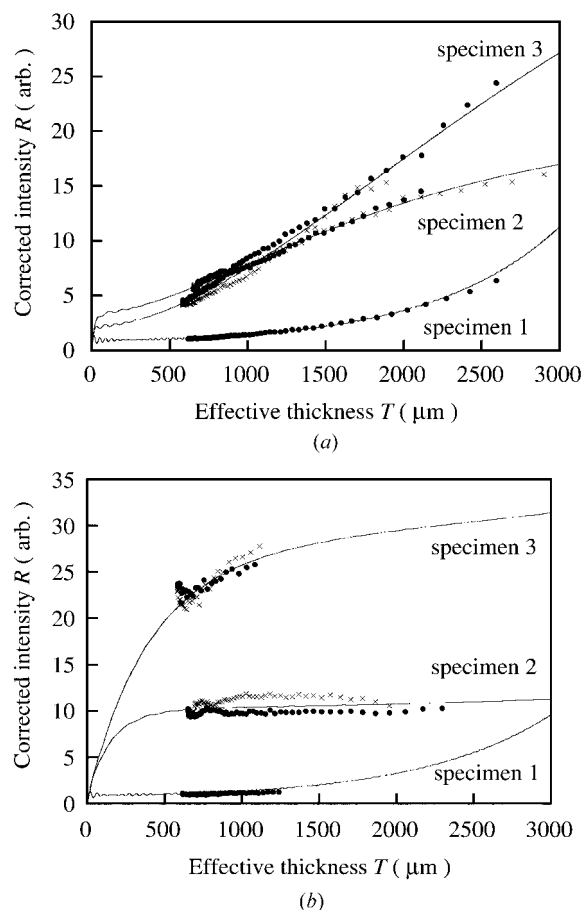 30
25
20
15
10
5
0
Corrected intensity R ( arb. )
specimen 3
specimen 2
specimen 1
0 500 1000 1500 2000 2500 3000
Effective thickness T ( μm )
(a)
35
30
25
20
15
10
5
0
Corrected intensity R ( arb. )
specimen 3
specimen 2
specimen 1
0 500 1000 1500 2000 2500 3000
Effective thickness T ( μm )
(b)